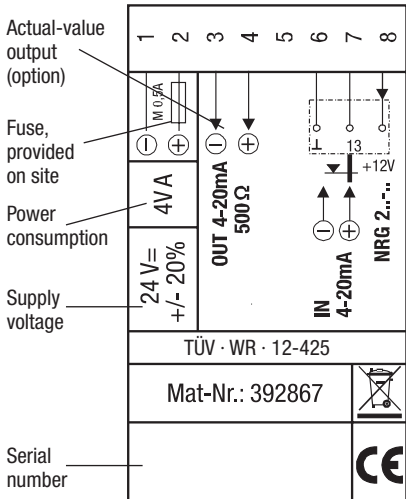 Actual-value
output
(option)
Fuse,
provided
on site
Power
consumption
Supply
voltage
Serial
number
1 2 3 4 5 6 7 8
M 0,5A
⊥ 13
+12V
4VA
OUT 4-20mA
500 Ω
24 V=
+/- 20%
IN
4-20mA
NRG 2..-..
TÜV · WR · 12-425
Mat-Nr.: 392867
CE